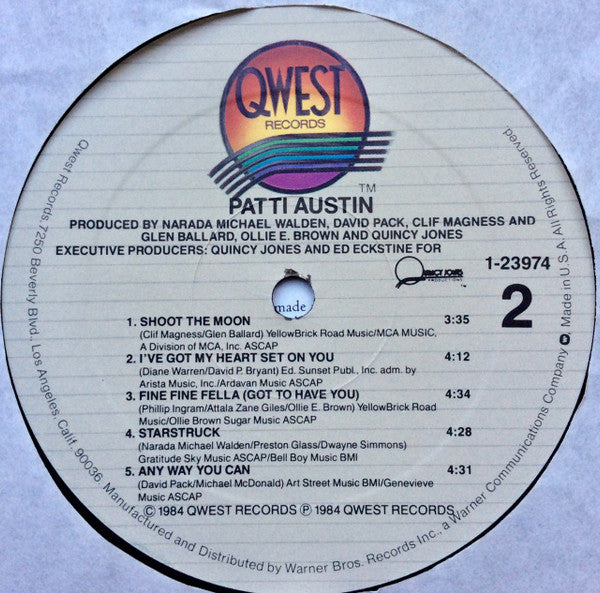 QWEST
RECORDS
TM
PATTI AUSTIN
PRODUCED BY NARADA MICHAEL WALDEN, DAVID PACK, CLIF MAGNESS AND
GLEN BALLARD, OLLIE E. BROWN AND QUINCY JONES
EXECUTIVE PRODUCERS: QUINCY JONES AND ED ECKSTINE FOR
QUINCY JONES
PRODUCTIONS
1-23974
2
made
1. SHOOT THE MOON 3:35
(Clif Magness/Glen Ballard) YellowBrick Road Music/MCA MUSIC,
A Division of MCA, Inc. ASCAP
2. I'VE GOT MY HEART SET ON YOU 4:12
(Diane Warren/David P. Bryant) Ed. Sunset Publ., Inc. adm. by
Arista Music, Inc./Ardavan Music ASCAP
3. FINE FINE FELLA (GOT TO HAVE YOU) 4:34
(Phillip Ingram/Attala Zane Giles/Ollie E. Brown) YellowBrick Road
Music/Ollie Brown Sugar Music ASCAP
4. STARSTRUCK 4:28
(Narada Michael Walden/Preston Glass/Dwayne Simmons)
Gratitude Sky Music ASCAP/Bell Boy Music BMI
5. ANY WAY YOU CAN 4:31
(David Pack/Michael McDonald) Art Street Music BMI/Genevieve
Music ASCAP
© 1984 QWEST RECORDS ℗ 1984 QWEST RECORDS
Qwest Records, 7250 Beverly Blvd., Los Angeles, Calif. 90036. Manufactured and Distributed by Warner Bros. Records Inc., a Warner Communications Company Made in U.S.A. All Rights Reserved.